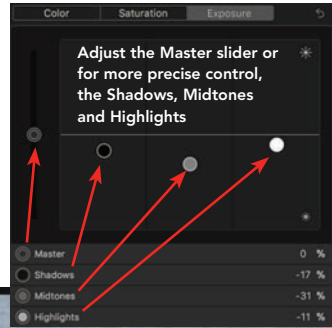 Color Saturation Exposure
Adjust the Master slider or
for more precise control,
the Shadows, Midtones
and Highlights
Master 0 %
Shadows -17 %
Midtones -31 %
Highlights -11 %